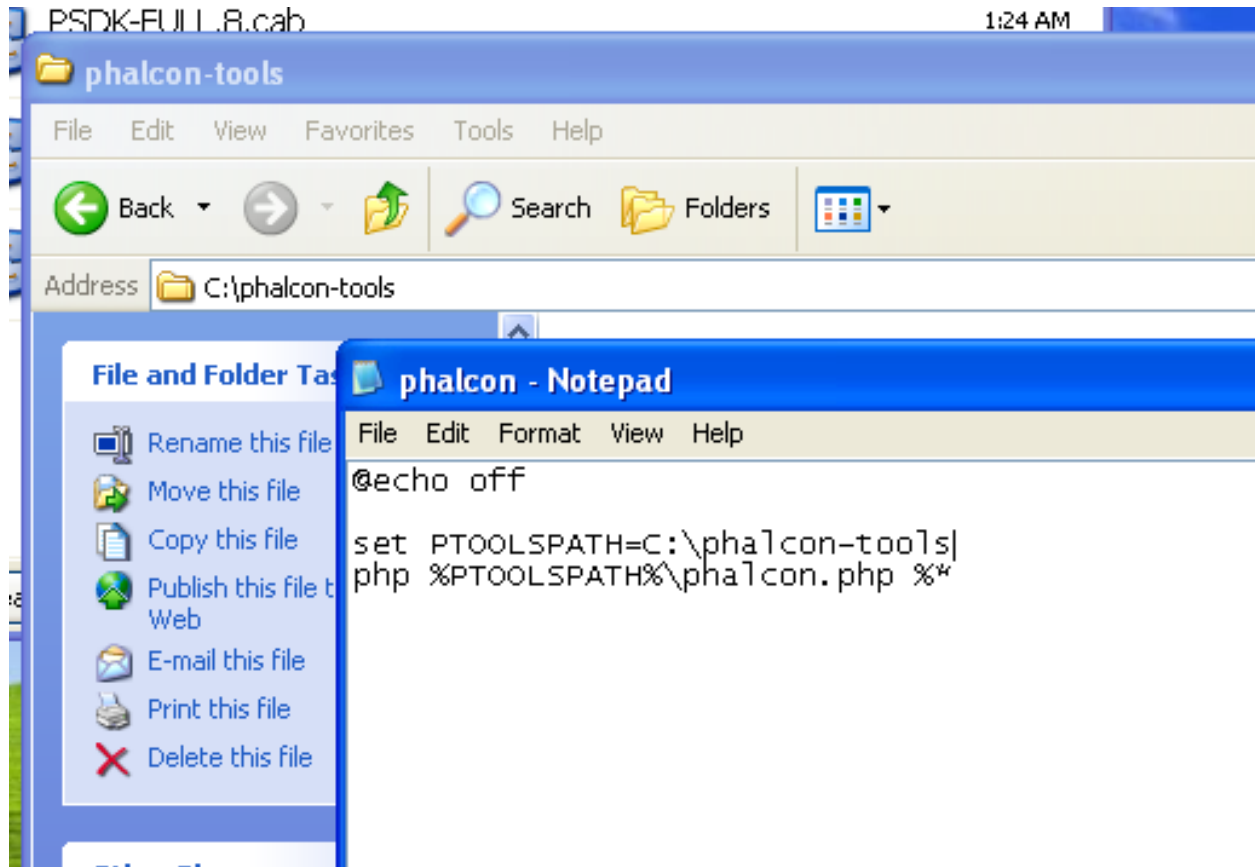 PSDK-FULL.8.cab 1:24 AM
phalcon-tools
File Edit View Favorites Tools Help
Back Search Folders
Address C:\phalcon-tools
File and Folder Tas
Rename this file
Move this file
Copy this file
Publish this file t
Web
E-mail this file
Print this file
Delete this file
phalcon - Notepad
File Edit Format View Help
@echo off
set PTOOLSPATH=C:\phalcon-tools
php %PTOOLSPATH%\phalcon.php %*